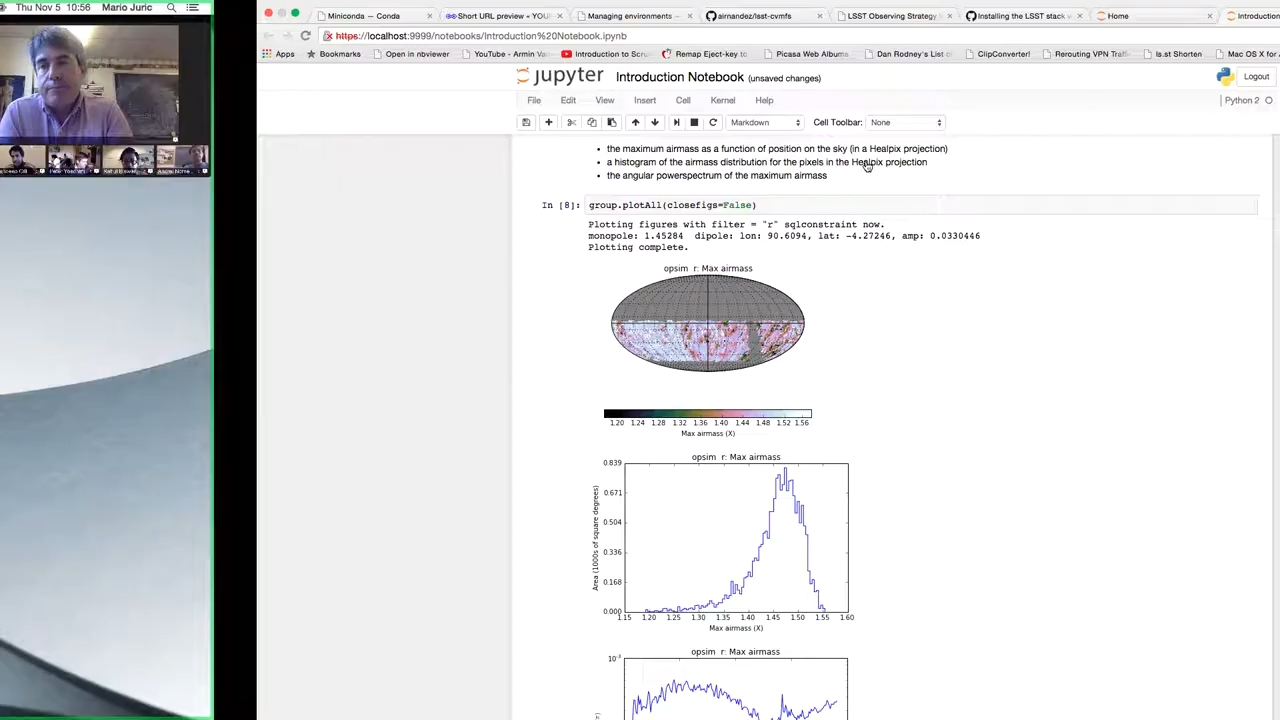 Thu Nov 5 10:56 Mario Juric
Miniconda — Conda
Short URL preview « YOU
Managing environments —
airnandez/lsst-cvmfs
LSST Observing Strategy
Installing the LSST stack
Home
Introduction
https://localhost:9999/notebooks/Introduction%20Notebook.ipynb
Apps
Bookmarks
Open in nbviewer
YouTube - Armin Va
Introduction to Scru
Rented project-key to
Picasa Web Albums
Dan Rodney's List o
ClipConverter!
Rerouting VPN Traf
ls.st Shorten
Mac OS X for
jupyter Introduction Notebook (unsaved changes)
Logout
File Edit View Insert Cell Kernel Help
Python 2
Markdown
Cell Toolbar: None
the maximum airmass as a function of position on the sky (in a Healpix projection)
a histogram of the airmass distribution for the pixels in the Healpix projection
the angular powerspectrum of the maximum airmass
In [8]: group.plotAll(closefigs=False)
Plotting figures with filter = "r" sqlconstraint now.
monopole: 1.45284 dipole: lon: 90.6094, lat: -4.27246, amp: 0.0330446
Plotting complete.
opsim r: Max airmass
1.20 1.24 1.28 1.32 1.36 1.40 1.44 1.48 1.52 1.56
Max airmass (X)
opsim r: Max airmass
0.839
0.671
0.504
0.336
0.168
0.000
Area (1000s of square degrees)
1.15 1.20 1.25 1.30 1.35 1.40 1.45 1.50 1.55 1.60
Max airmass (X)
opsim r: Max airmass